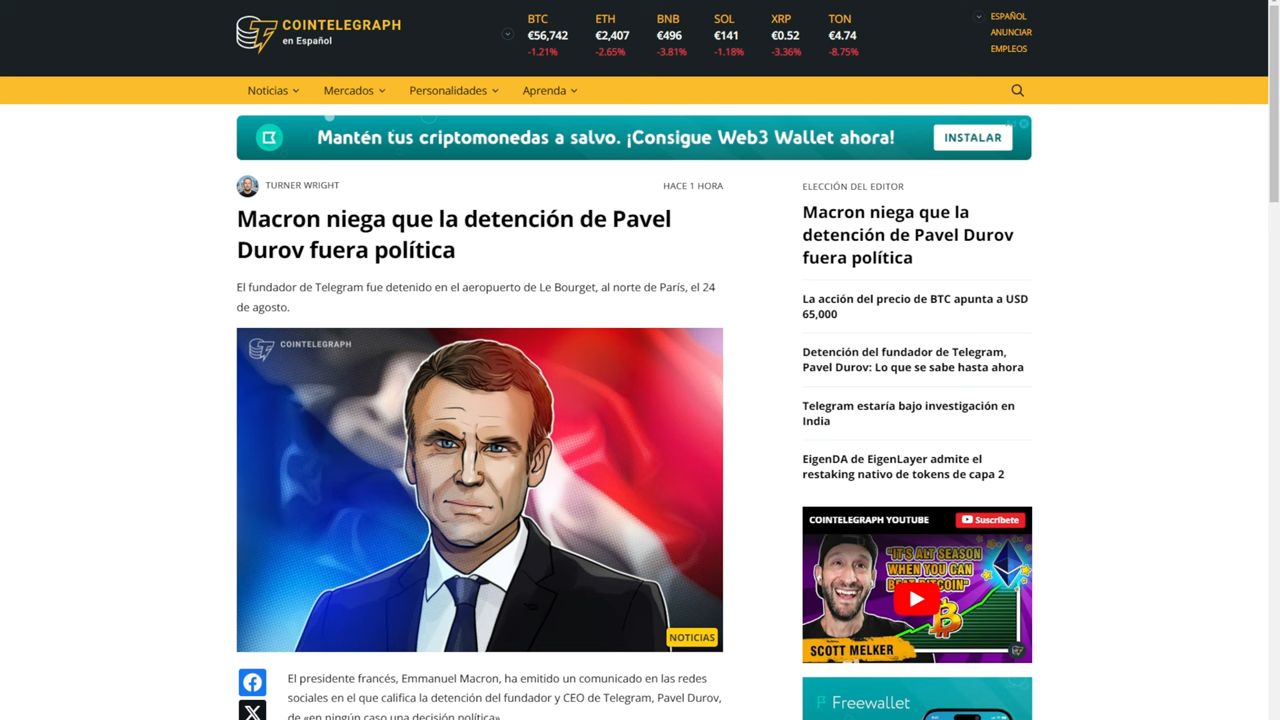 COINTELEGRAPH
en Español
BTC
€56,742
-1.21%
ETH
€2,407
-2.65%
BNB
€496
-3.81%
SOL
€141
-1.18%
XRP
€0.52
-3.36%
TON
€4.74
-8.75%
ESPAÑOL
ANUNCIAR
EMPLEOS
Noticias
Mercados
Personalidades
Aprenda
Mantén tus criptomonedas a salvo. ¡Consigue Web3 Wallet ahora!
INSTALAR
TURNER WRIGHT
HACE 1 HORA
Macron niega que la detención de Pavel
Durov fuera política
El fundador de Telegram fue detenido en el aeropuerto de Le Bourget, al norte de París, el 24
de agosto.
COINTELEGRAPH
NOTICIAS
El presidente francés, Emmanuel Macron, ha emitido un comunicado en las redes
sociales en el que califica la detención del fundador y CEO de Telegram, Pavel Durov,
de «en ningún caso una decisión política».
ELECCIÓN DEL EDITOR
Macron niega que la
detención de Pavel Durov
fuera política
La acción del precio de BTC apunta a USD
65,000
Detención del fundador de Telegram,
Pavel Durov: Lo que se sabe hasta ahora
Telegram estaría bajo investigación en
India
EigenDA de EigenLayer admite el
restaking nativo de tokens de capa 2
COINTELEGRAPH YOUTUBE
Suscríbete
"IT'S ALT SEASON
WHEN YOU CAN
BEAT BITCOIN"
SCOTT MELKER
Freewallet